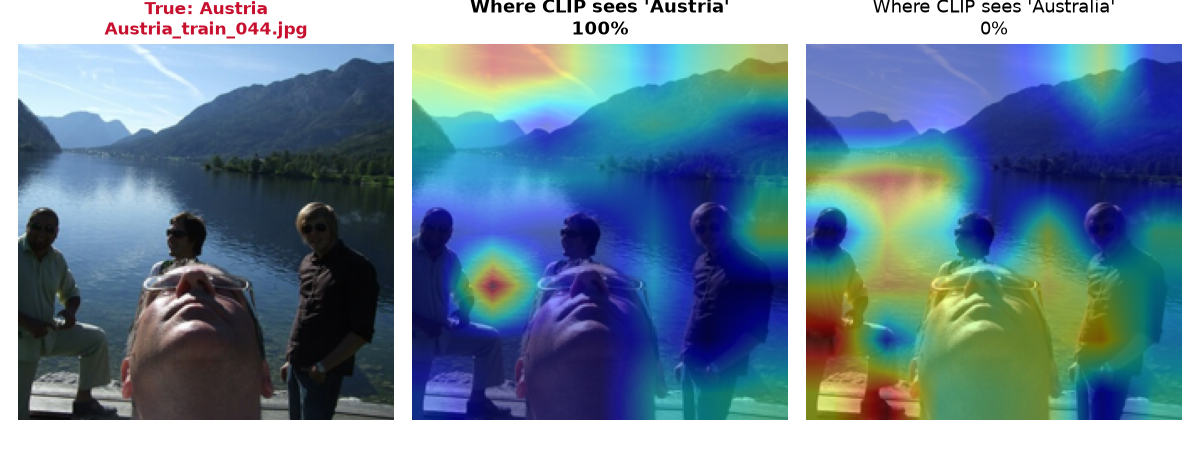 True: Austria
Austria_train_044.jpg
Where CLIP sees 'Austria'
100%
Where CLIP sees 'Australia'
0%